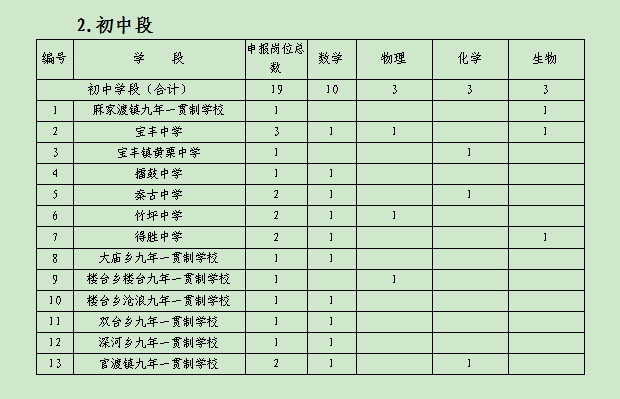 2.初中段
编号 学 段 申报岗位总数 数学 物理 化学 生物
初中学段（合计） 19 10 3 3 3
1 麻家渡镇九年一贯制学校 1 1
2 宝丰中学 3 1 1 1
3 宝丰镇黄栗中学 1 1
4 擂鼓中学 1 1
5 秦古中学 2 1 1
6 竹坪中学 2 1 1
7 得胜中学 2 1 1
8 大庙乡九年一贯制学校 1 1
9 楼台乡楼台九年一贯制学校 1 1
10 楼台乡沧浪九年一贯制学校 1 1
11 双台乡九年一贯制学校 1 1
12 深河乡九年一贯制学校 1 1
13 官渡镇九年一贯制学校 2 1 1